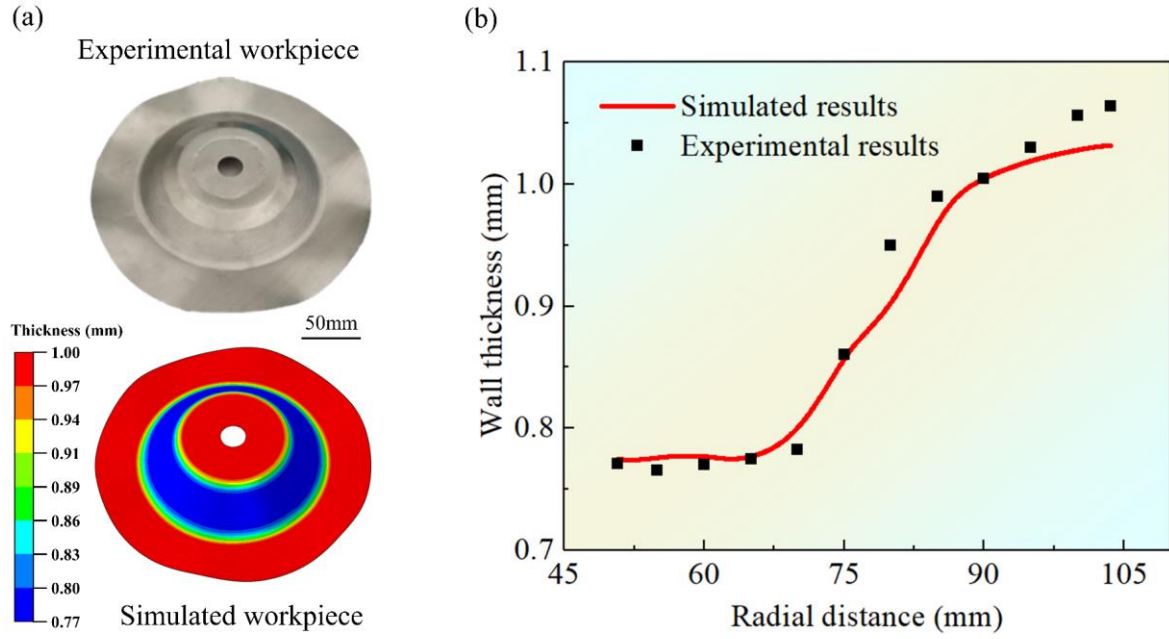 (a)
Experimental workpiece
50mm
Thickness (mm)
1.00
0.97
0.94
0.91
0.89
0.86
0.83
0.80
0.77
Simulated workpiece
(b)
1.1
1.0
0.9
0.8
0.7
Wall thickness (mm)
Simulated results
Experimental results
45
60
75
90
105
Radial distance (mm)